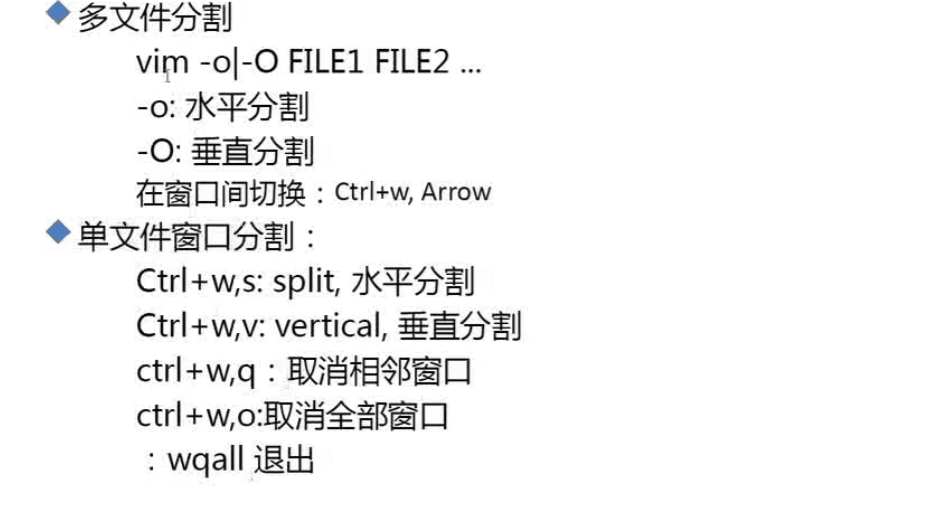 多文件分割
vim -o|-O FILE1 FILE2 ...
-o: 水平分割
-O: 垂直分割
在窗口间切换：Ctrl+w, Arrow
单文件窗口分割：
Ctrl+w,s: split, 水平分割
Ctrl+w,v: vertical, 垂直分割
ctrl+w,q：取消相邻窗口
ctrl+w,o:取消全部窗口
：wqall 退出